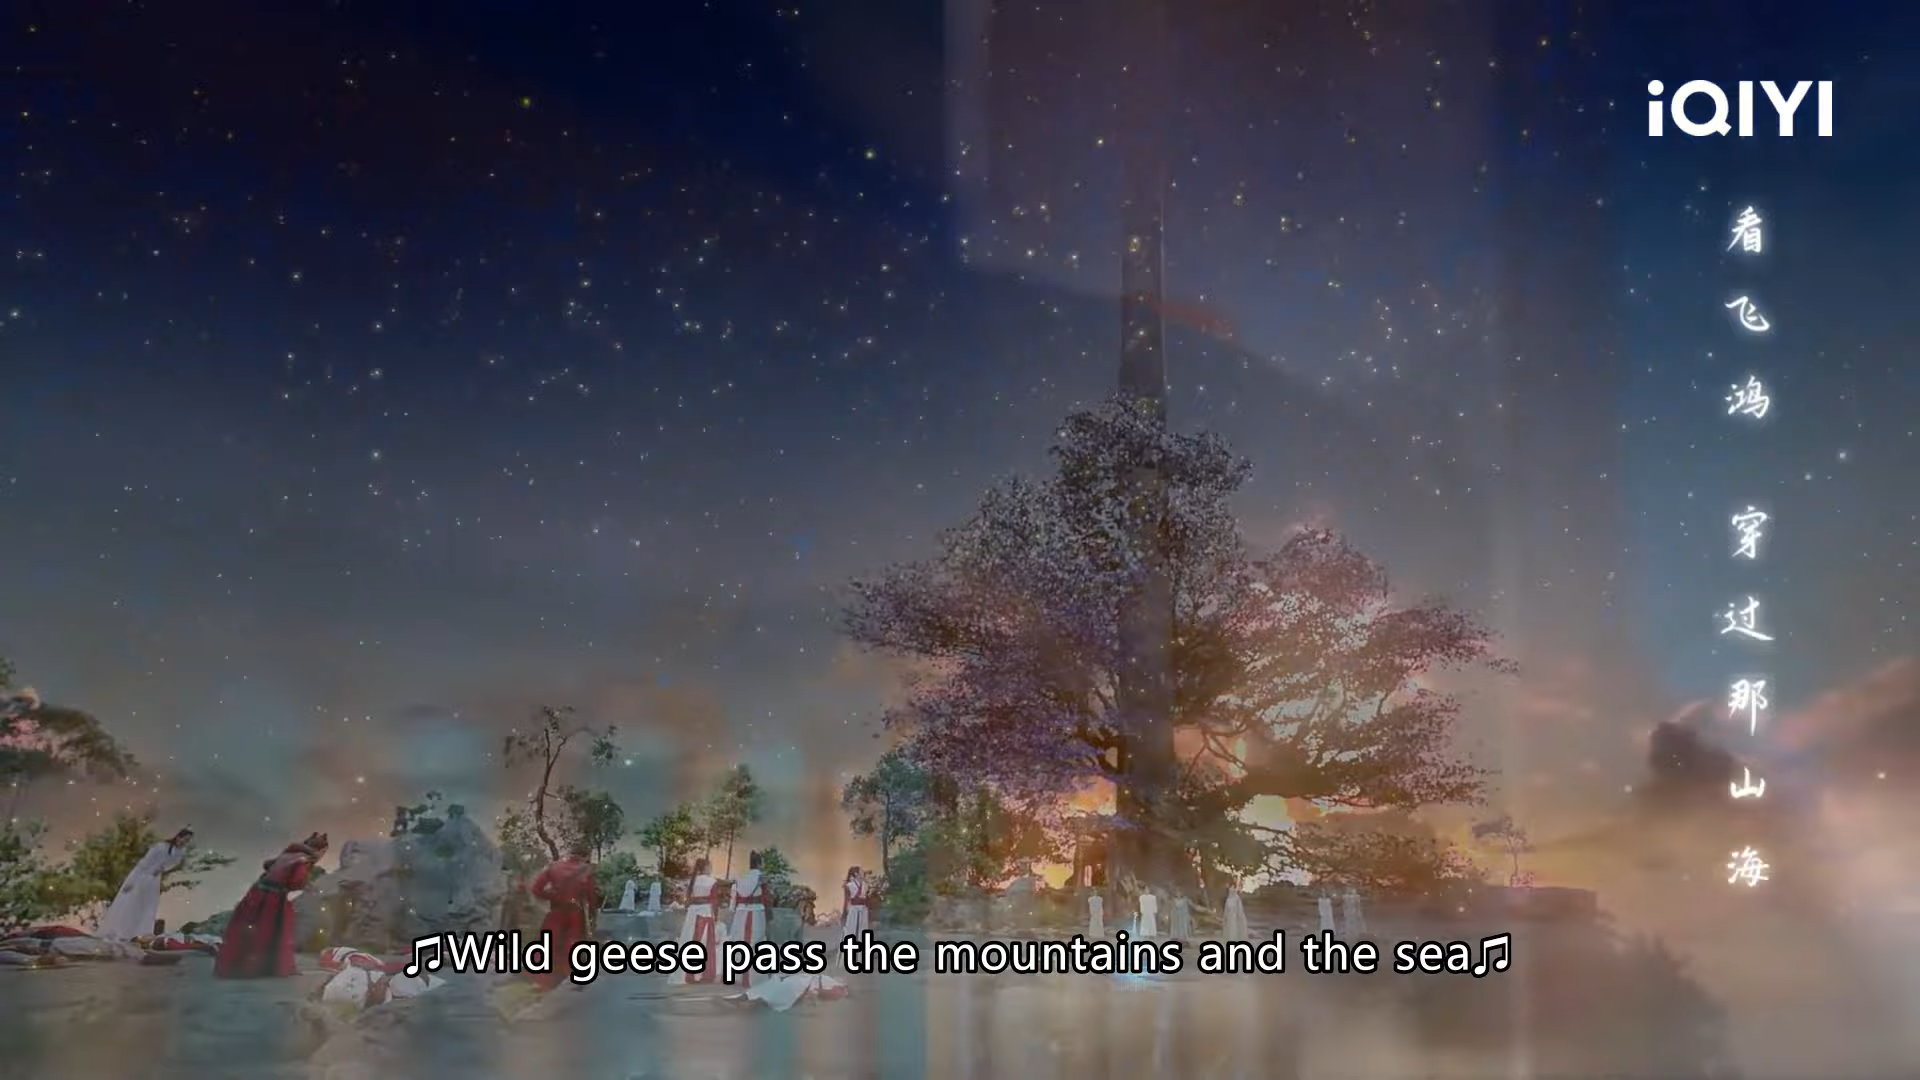 iQIYI
看飞鸿 穿过那山海
♫Wild geese pass the mountains and the sea♫